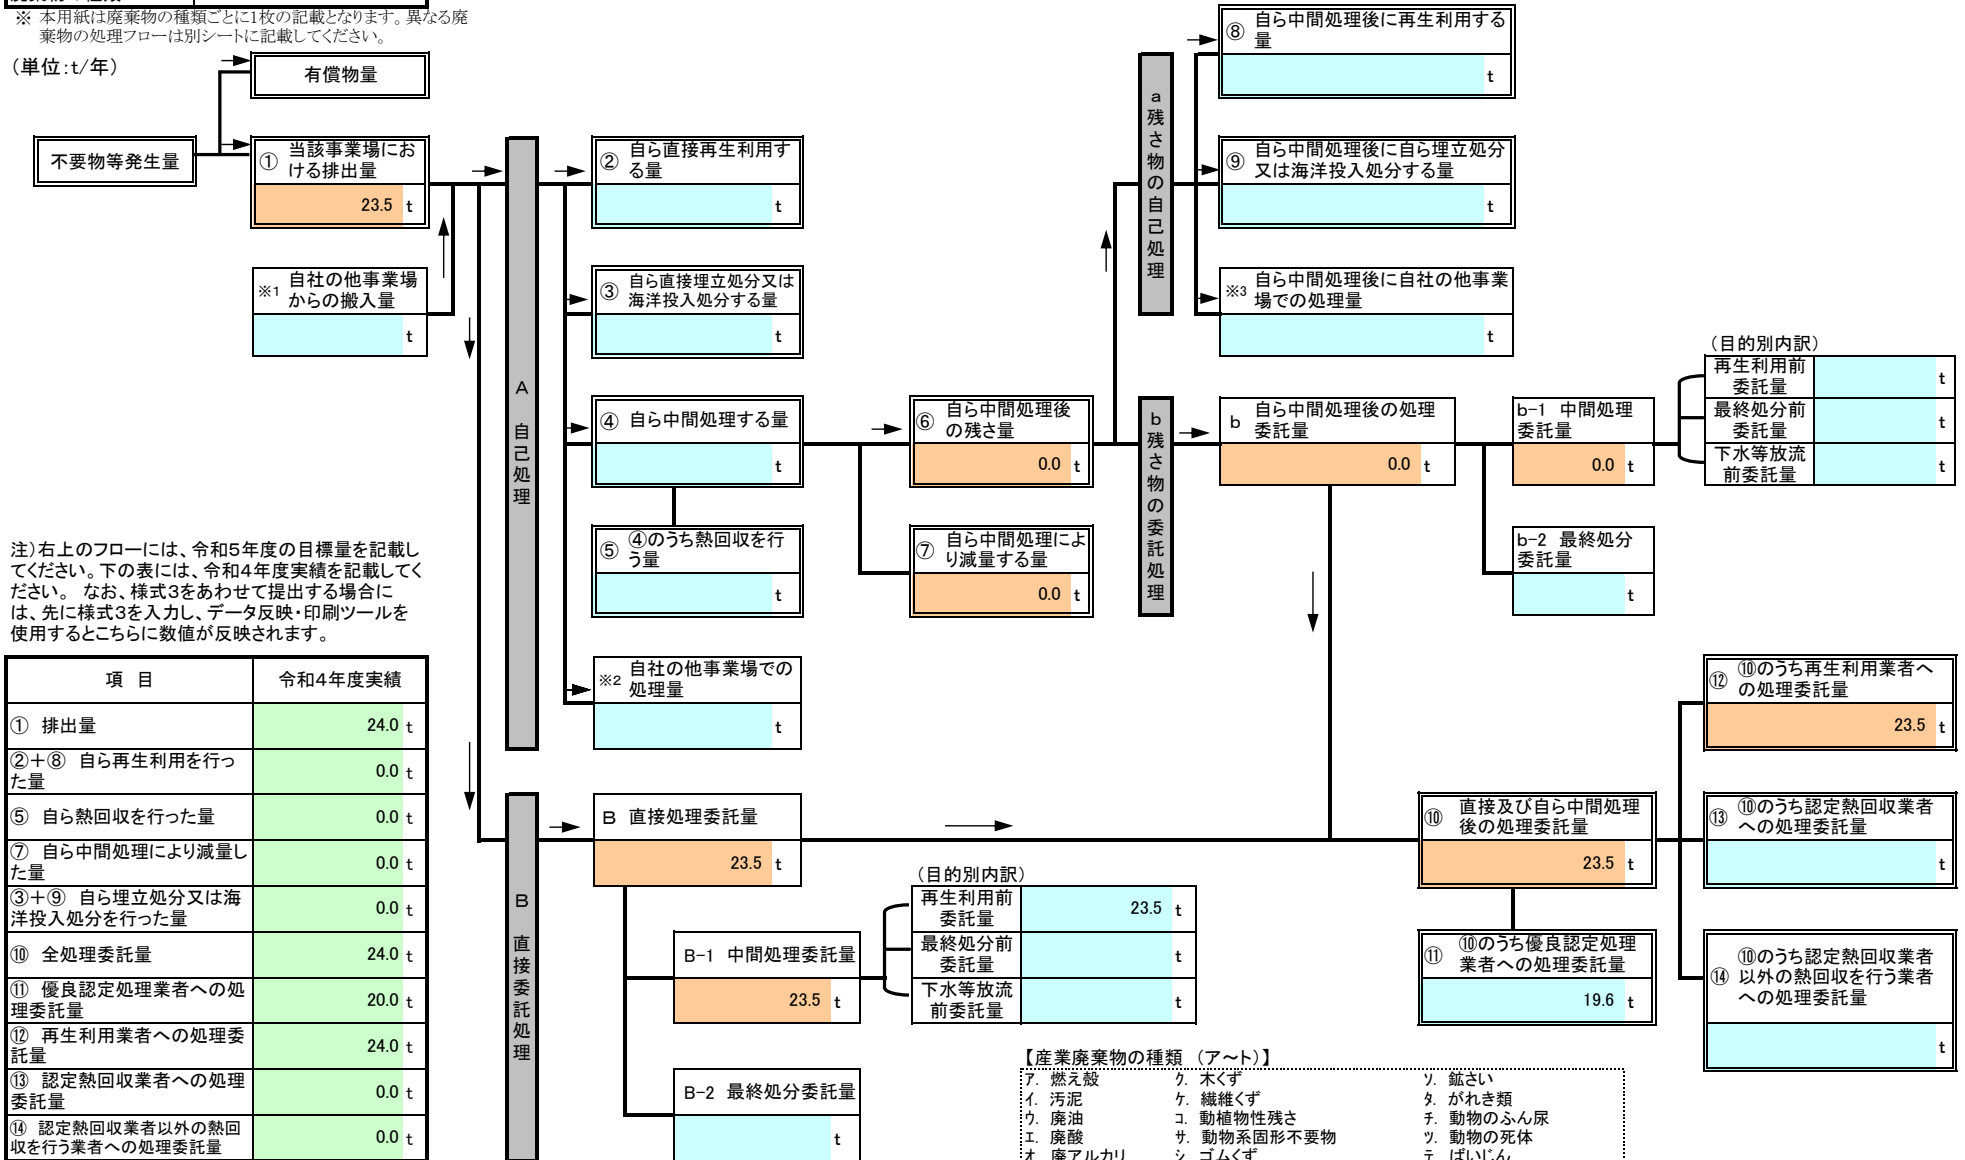 ※ 本用紙は廃棄物の種類ごとに1枚の記載となります。異なる廃
棄物の処理フローは別シートに記載してください。
（単位：t/年）
有償物量
不要物等発生量
① 当該事業場にお
ける排出量
23.5 t
※1 自社の他事業場
からの搬入量
t
A 自己処理
② 自ら直接再生利用す
る量
t
③ 自ら直接埋立処分又は
海洋投入処分する量
t
④ 自ら中間処理する量
t
⑤ ④のうち熱回収を行
う量
t
※2 自社の他事業場での
処理量
t
⑥ 自ら中間処理後
の残さ量
0.0 t
⑦ 自ら中間処理によ
り減量する量
0.0 t
a 残さ物の自己処理
⑧ 自ら中間処理後に再生利用する
量
t
⑨ 自ら中間処理後に自ら埋立処分
又は海洋投入処分する量
t
※3 自ら中間処理後に自社の他事業
場での処理量
t
b 残さ物の委託処理
b 自ら中間処理後の処理
委託量
0.0 t
b-1 中間処理
委託量
0.0 t
（目的別内訳）
再生利用前
委託量
t
最終処分前
委託量
t
下水等放流
前委託量
t
b-2 最終処分
委託量
t
注）右上のフローには、令和5年度の目標量を記載し
てください。下の表には、令和4年度実績を記載してく
ださい。 なお、様式3をあわせて提出する場合に
は、先に様式3を入力し、データ反映・印刷ツールを
使用するとこちらに数値が反映されます。
項 目 令和4年度実績
① 排出量 24.0 t
②＋⑧ 自ら再生利用を行っ
た量 0.0 t
⑤ 自ら熱回収を行った量 0.0 t
⑦ 自ら中間処理により減量し
た量 0.0 t
③＋⑨ 自ら埋立処分又は海
洋投入処分を行った量 0.0 t
⑩ 全処理委託量 24.0 t
⑪ 優良認定処理業者への処
理委託量 20.0 t
⑫ 再生利用業者への処理委
託量 24.0 t
⑬ 認定熱回収業者への処理
委託量 0.0 t
⑭ 認定熱回収業者以外の熱回
収を行う業者への処理委託量 0.0 t
B 直接委託処理
B 直接処理委託量
23.5 t
B-1 中間処理委託量
23.5 t
（目的別内訳）
再生利用前
委託量
23.5 t
最終処分前
委託量
t
下水等放流
前委託量
t
B-2 最終処分委託量
t
⑩ 直接及び自ら中間処理
後の処理委託量
23.5 t
⑪ ⑩のうち優良認定処理
業者への処理委託量
19.6 t
⑫ ⑩のうち再生利用業者へ
の処理委託量
23.5 t
⑬ ⑩のうち認定熱回収業者
への処理委託量
t
⑭ ⑩のうち認定熱回収業者
以外の熱回収を行う業者
への処理委託量
t
【産業廃棄物の種類 （ア～ト）】
ア. 燃え殻 ク. 木くず ソ. 鉱さい
イ. 汚泥 ケ. 繊維くず タ. がれき類
ウ. 廃油 コ. 動植物性残さ チ. 動物のふん尿
エ. 廃酸 サ. 動物系固形不要物 ツ. 動物の死体
オ. 廃アルカリ シ. ゴムくず テ. ばいじん